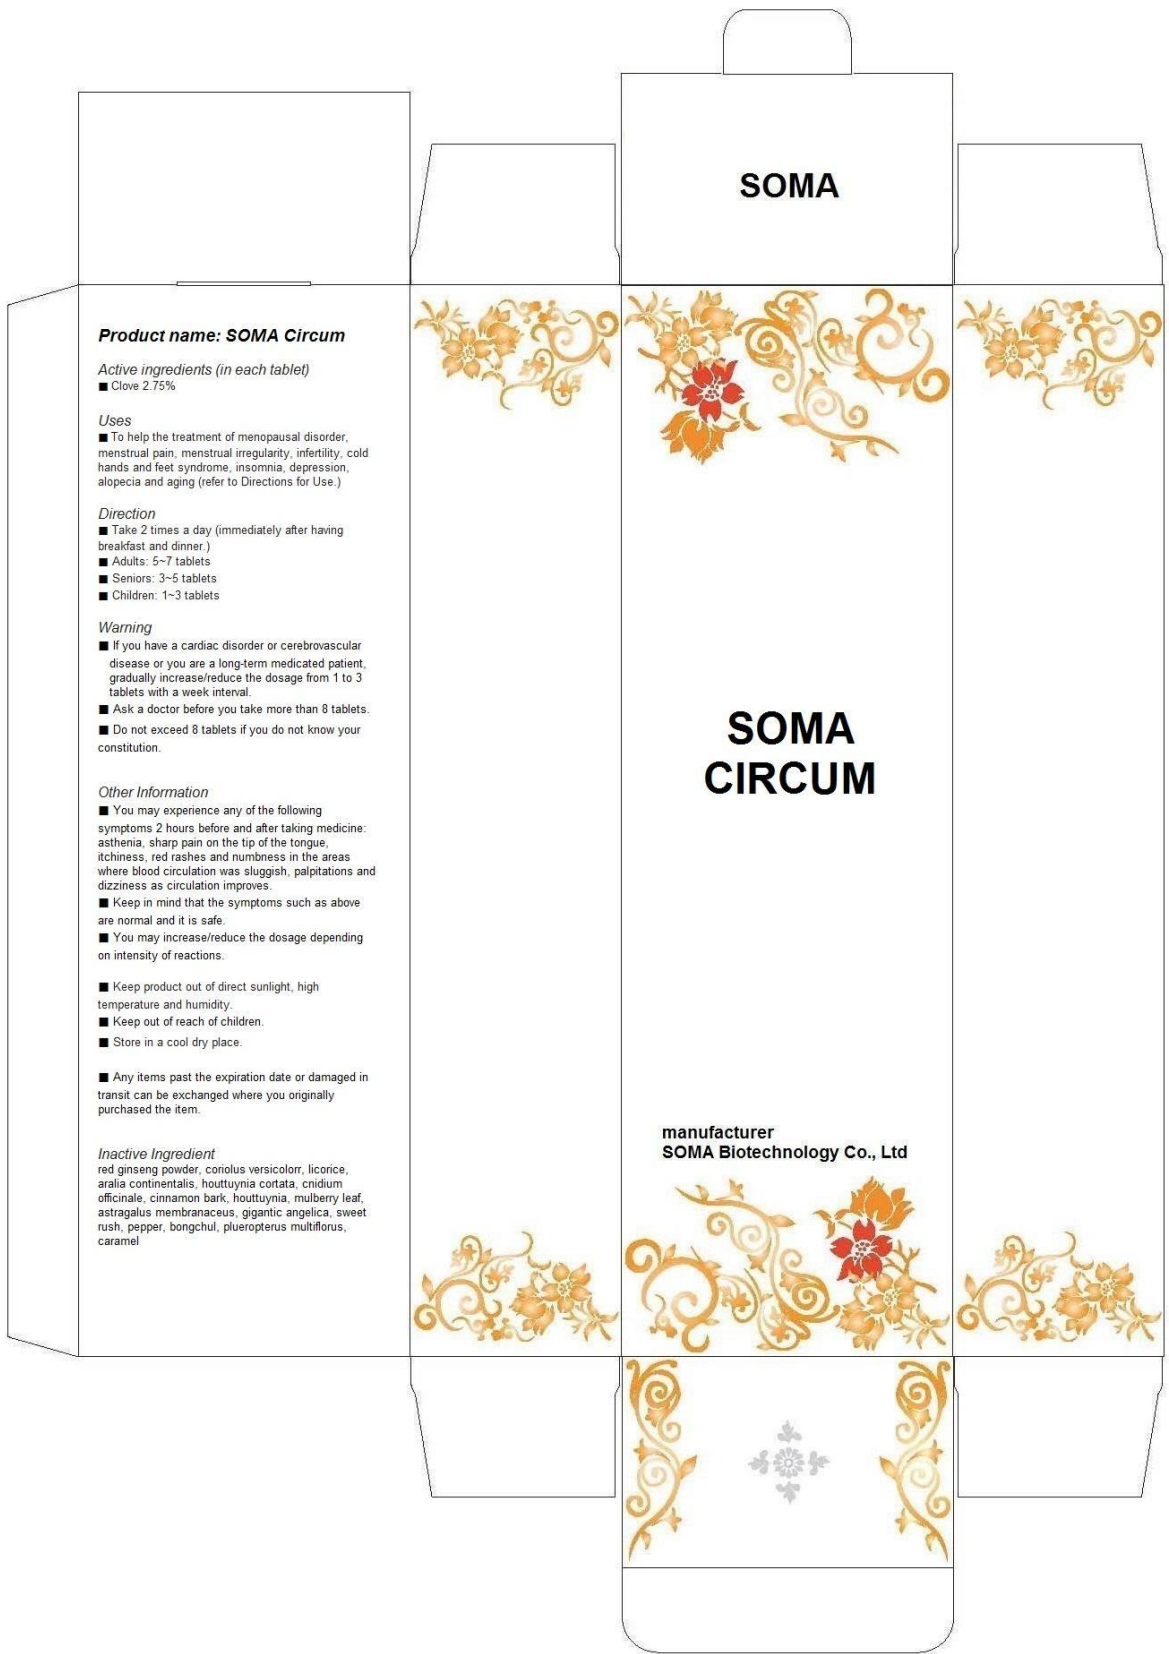 SOMA
Product name: SOMA Circum
Active ingredients (in each tablet)
■ Clove 2.75%
Uses
■ To help the treatment of menopausal disorder,
menstrual pain, menstrual irregularity, infertility, cold
hands and feet syndrome, insomnia, depression,
alopecia and aging (refer to Directions for Use.)
Direction
■ Take 2 times a day (immediately after having
breakfast and dinner.)
■ Adults: 5~7 tablets
■ Seniors: 3~5 tablets
■ Children: 1~3 tablets
Warning
■ If you have a cardiac disorder or cerebrovascular
disease or you are a long-term medicated patient,
gradually increase/reduce the dosage from 1 to 3
tablets with a week interval.
■ Ask a doctor before you take more than 8 tablets.
■ Do not exceed 8 tablets if you do not know your
constitution.
Other Information
■ You may experience any of the following
symptoms 2 hours before and after taking medicine:
asthenia, sharp pain on the tip of the tongue,
itchiness, red rashes and numbness in the areas
where blood circulation was sluggish, palpitations and
dizziness as circulation improves.
■ Keep in mind that the symptoms such as above
are normal and it is safe.
■ You may increase/reduce the dosage depending
on intensity of reactions.
■ Keep product out of direct sunlight, high
temperature and humidity.
■ Keep out of reach of children.
■ Store in a cool dry place.
■ Any items past the expiration date or damaged in
transit can be exchanged where you originally
purchased the item.
Inactive Ingredient
red ginseng powder, coriolus versicolorr, licorice,
aralia continentalis, houttuynia cortata, cnidium
officinale, cinnamon bark, houttuynia, mulberry leaf,
astragalus membranaceus, gigantic angelica, sweet
rush, pepper, bongchul, plueropterus multiflorus,
caramel
SOMA
CIRCUM
manufacturer
SOMA Biotechnology Co., Ltd